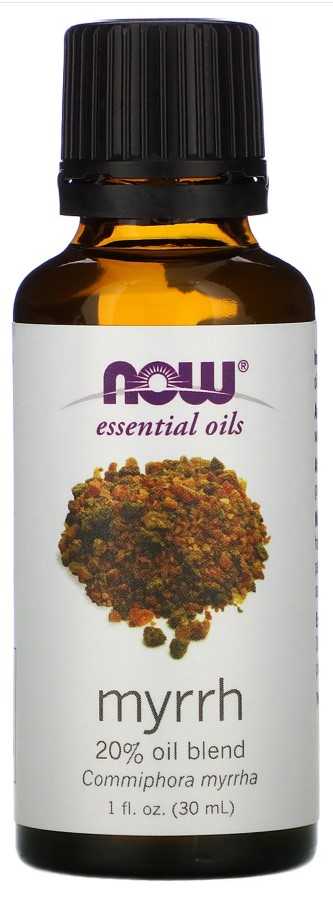 now®
essential oils
myrrh
20% oil blend
Commiphora myrrha
1 fl. oz. (30 mL)